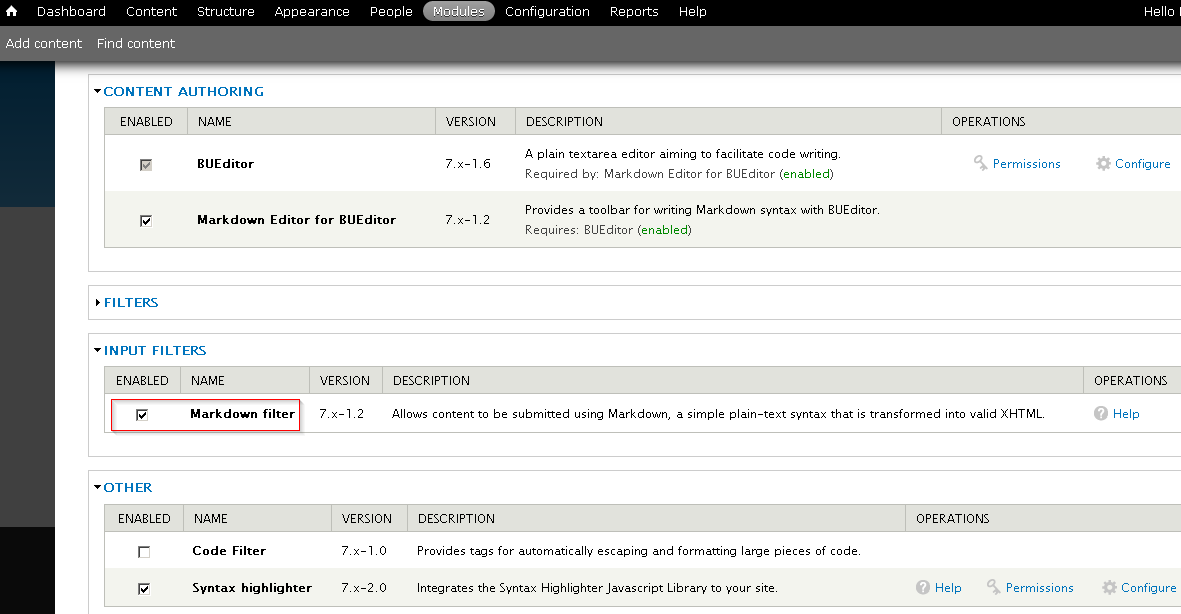 Dashboard Content Structure Appearance People Modules Configuration Reports Help Hello
Add content Find content
CONTENT AUTHORING
ENABLED NAME VERSION DESCRIPTION OPERATIONS
BUEditor 7.x-1.6 A plain textarea editor aiming to facilitate code writing. Permissions Configure
Required by: Markdown Editor for BUEditor (enabled)
Markdown Editor for BUEditor 7.x-1.2 Provides a toolbar for writing Markdown syntax with BUEditor.
Requires: BUEditor (enabled)
FILTERS
INPUT FILTERS
ENABLED NAME VERSION DESCRIPTION OPERATIONS
Markdown filter 7.x-1.2 Allows content to be submitted using Markdown, a simple plain-text syntax that is transformed into valid XHTML. Help
OTHER
ENABLED NAME VERSION DESCRIPTION OPERATIONS
Code Filter 7.x-1.0 Provides tags for automatically escaping and formatting large pieces of code.
Syntax highlighter 7.x-2.0 Integrates the Syntax Highlighter Javascript Library to your site. Help Permissions Configure